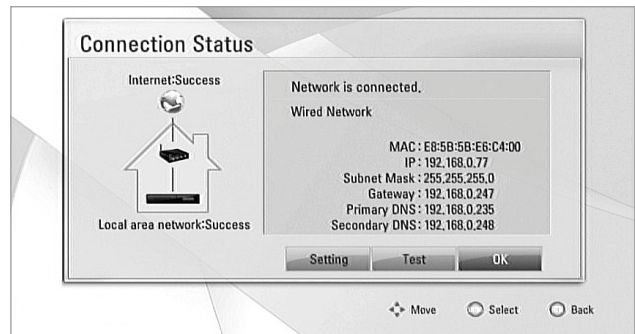 Connection Status
Internet:Success
Local area network:Success
Network is connected.
Wired Network
MAC : E8:5B:5B:E6:C4:00
IP : 192.168.0.77
Subnet Mask : 255.255.255.0
Gateway : 192.168.0.247
Primary DNS : 192.168.0.235
Secondary DNS : 192.168.0.248
Setting Test OK
Move Select Back